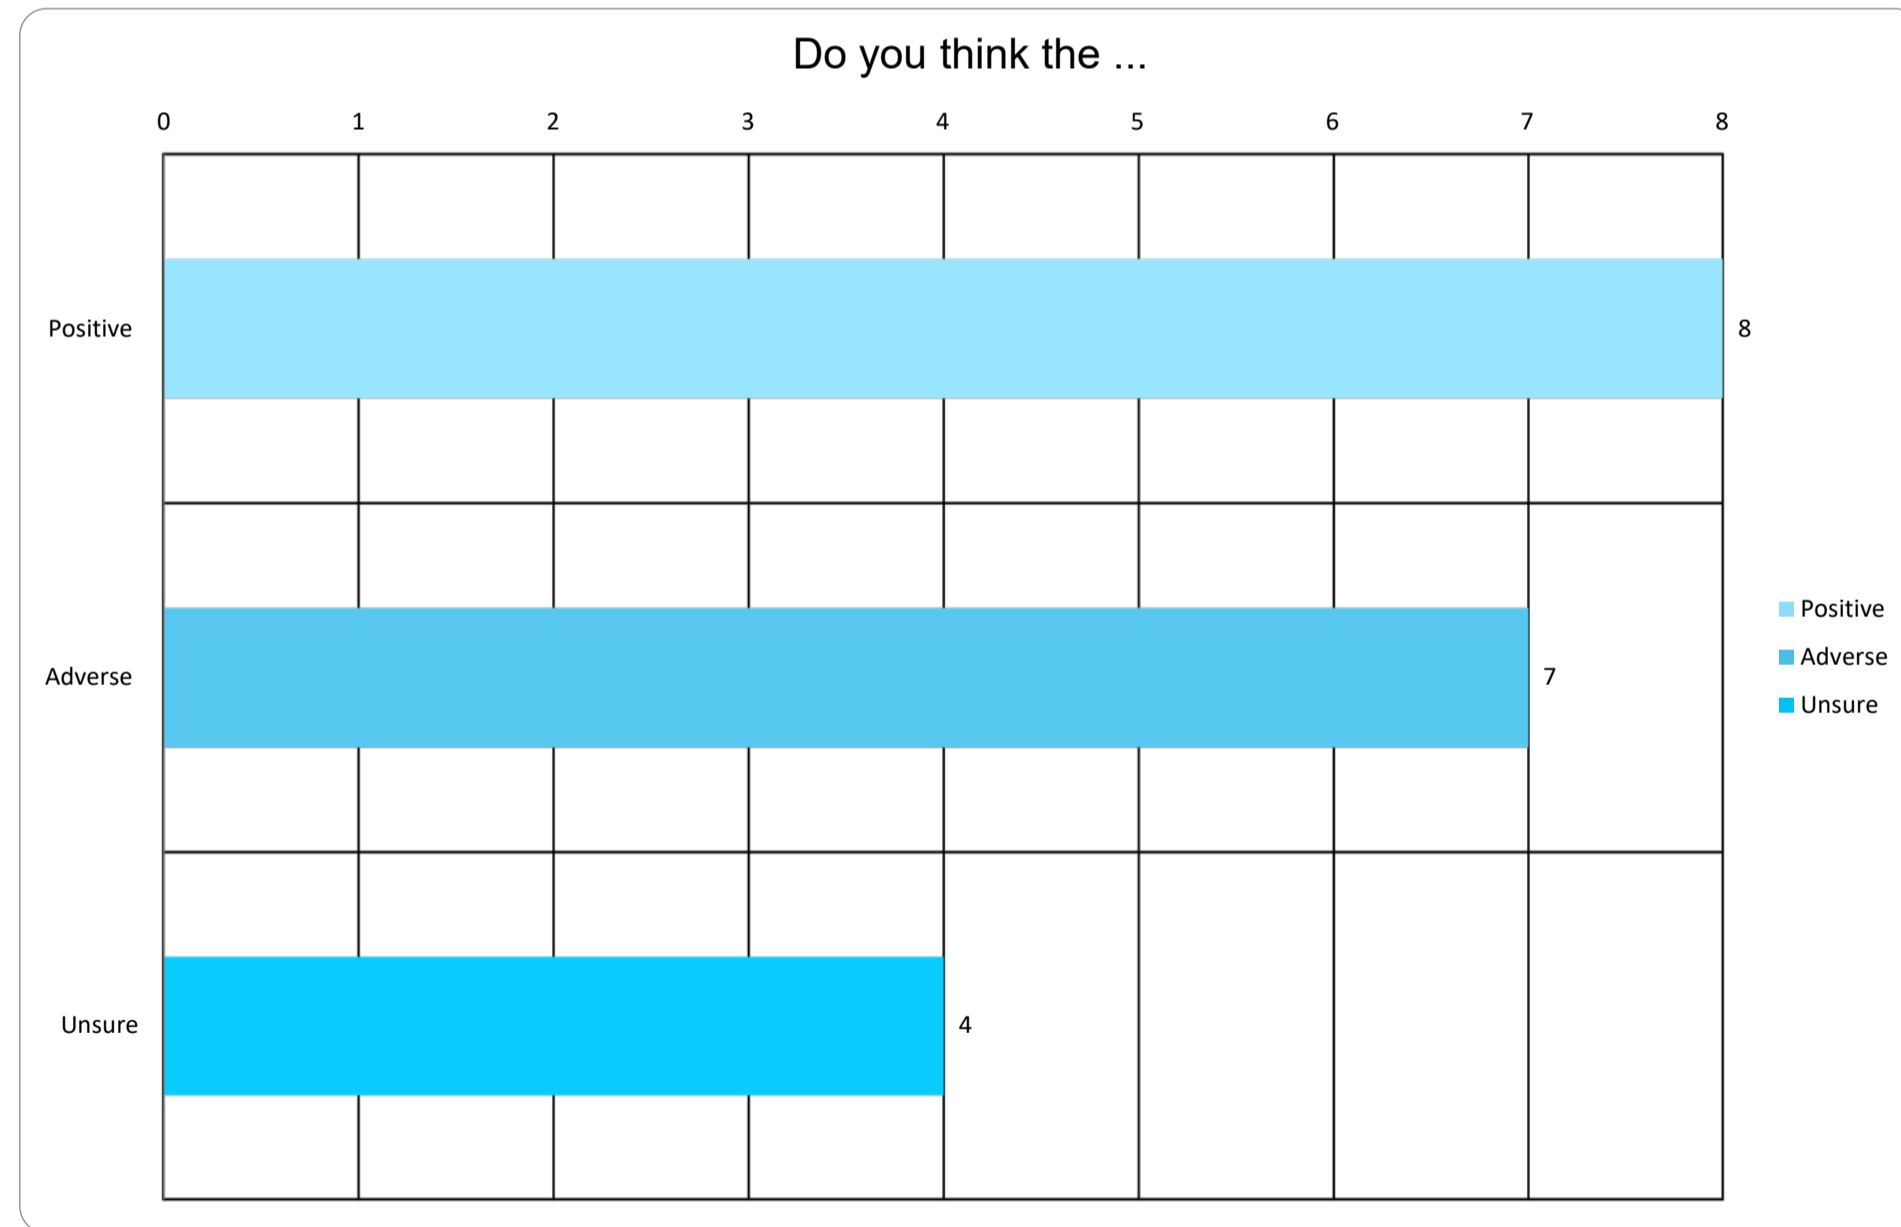 Do you think the ...
0 1 2 3 4 5 6 7 8
Positive 8
Adverse 7
Unsure 4
Positive
Adverse
Unsure